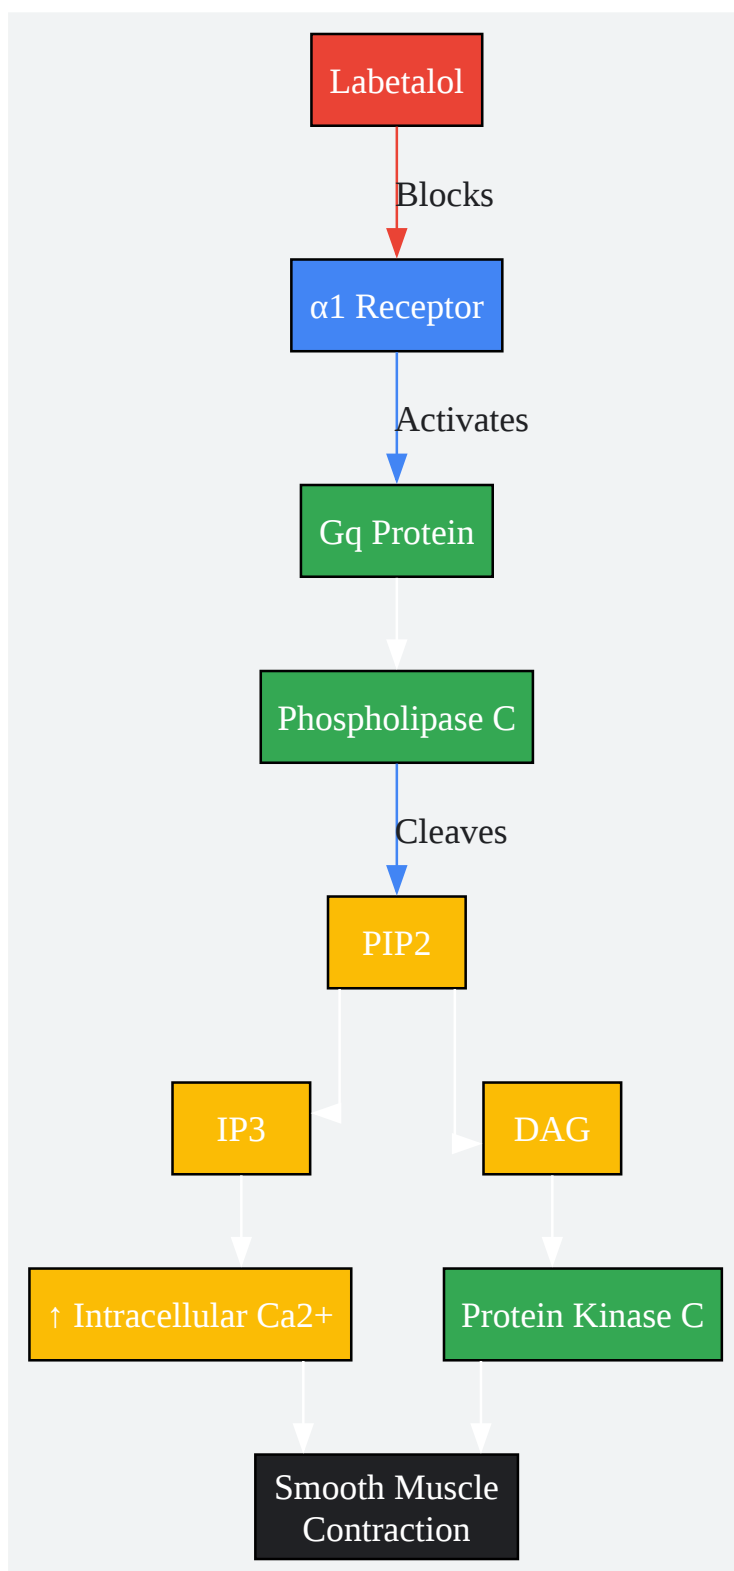 Labetalol
Blocks
α1 Receptor
Activates
Gq Protein
Phospholipase C
Cleaves
PIP2
IP3
DAG
↑ Intracellular Ca2+
Protein Kinase C
Smooth Muscle
Contraction